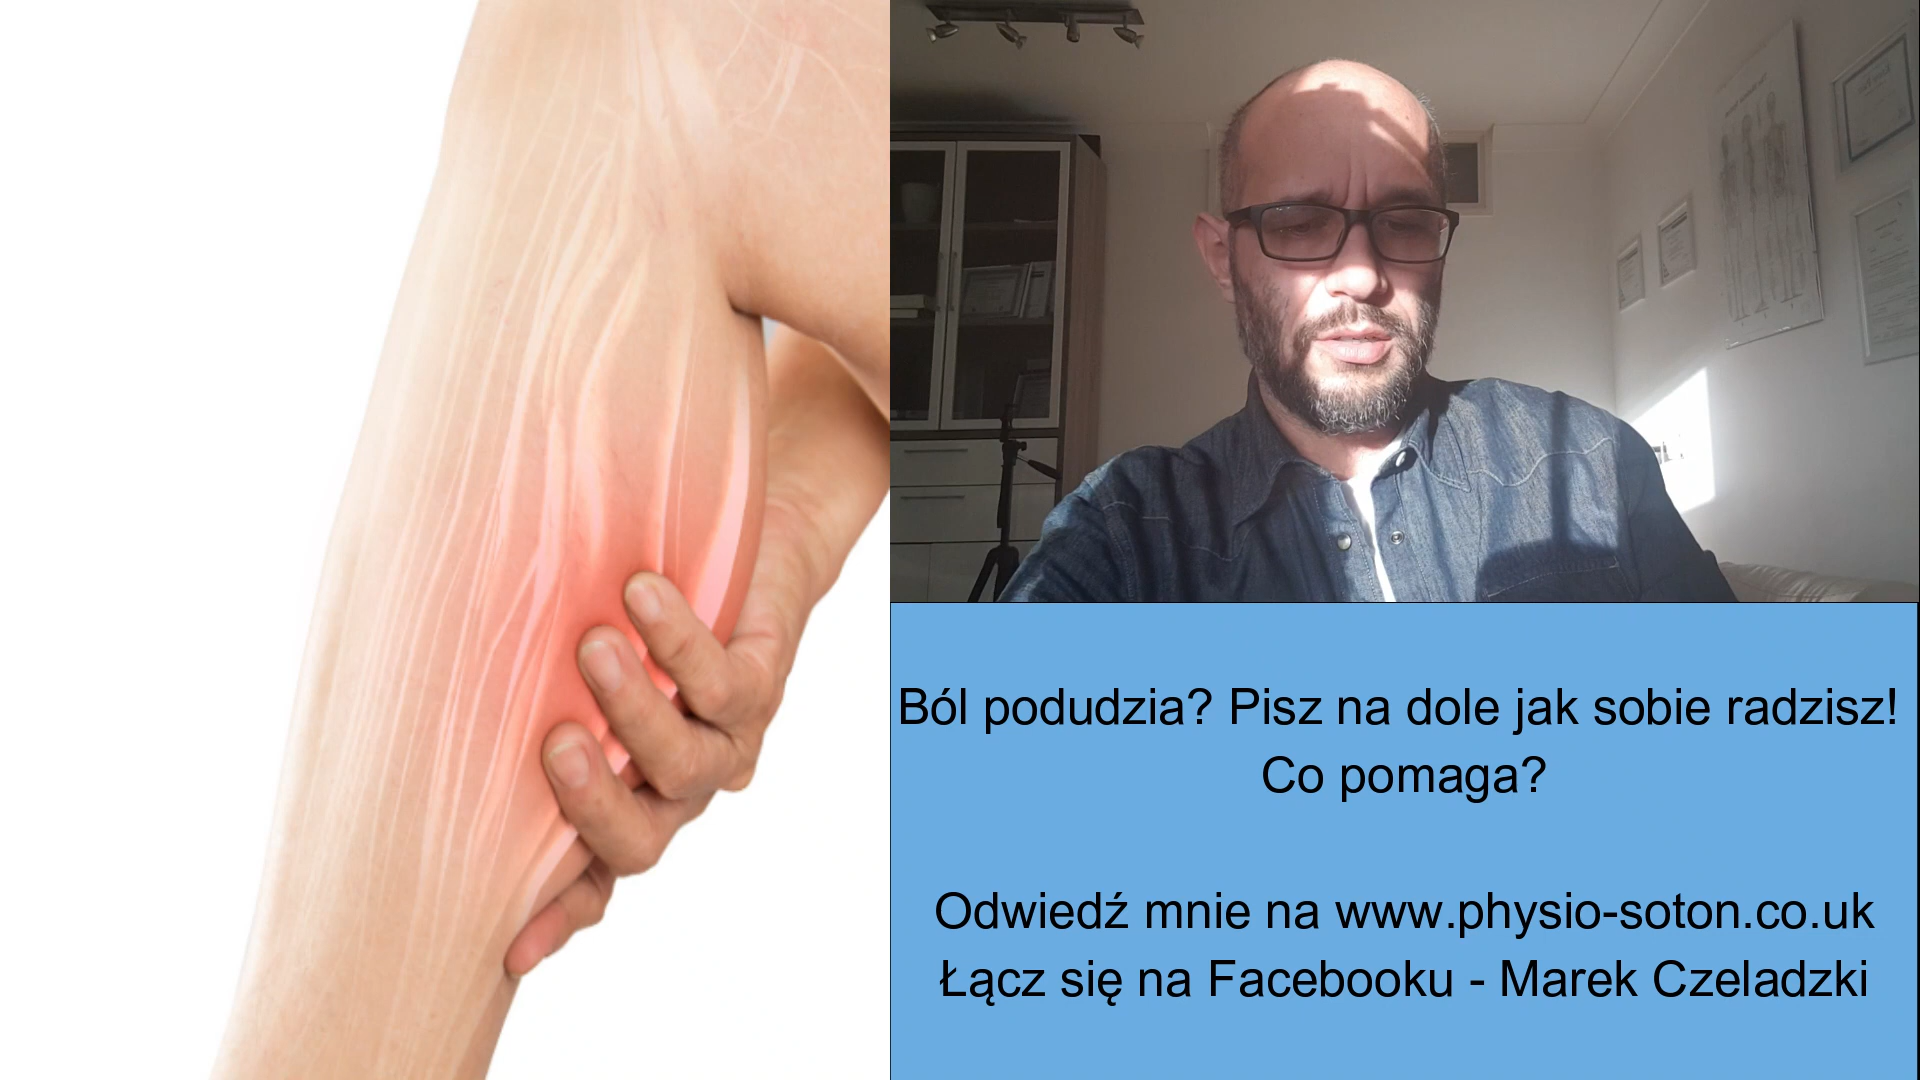 Ból podudzia? Pisz na dole jak sobie radzisz!
Co pomaga?
Odwiedź mnie na www.physio-soton.co.uk
Łącz się na Facebooku - Marek Czeladzki